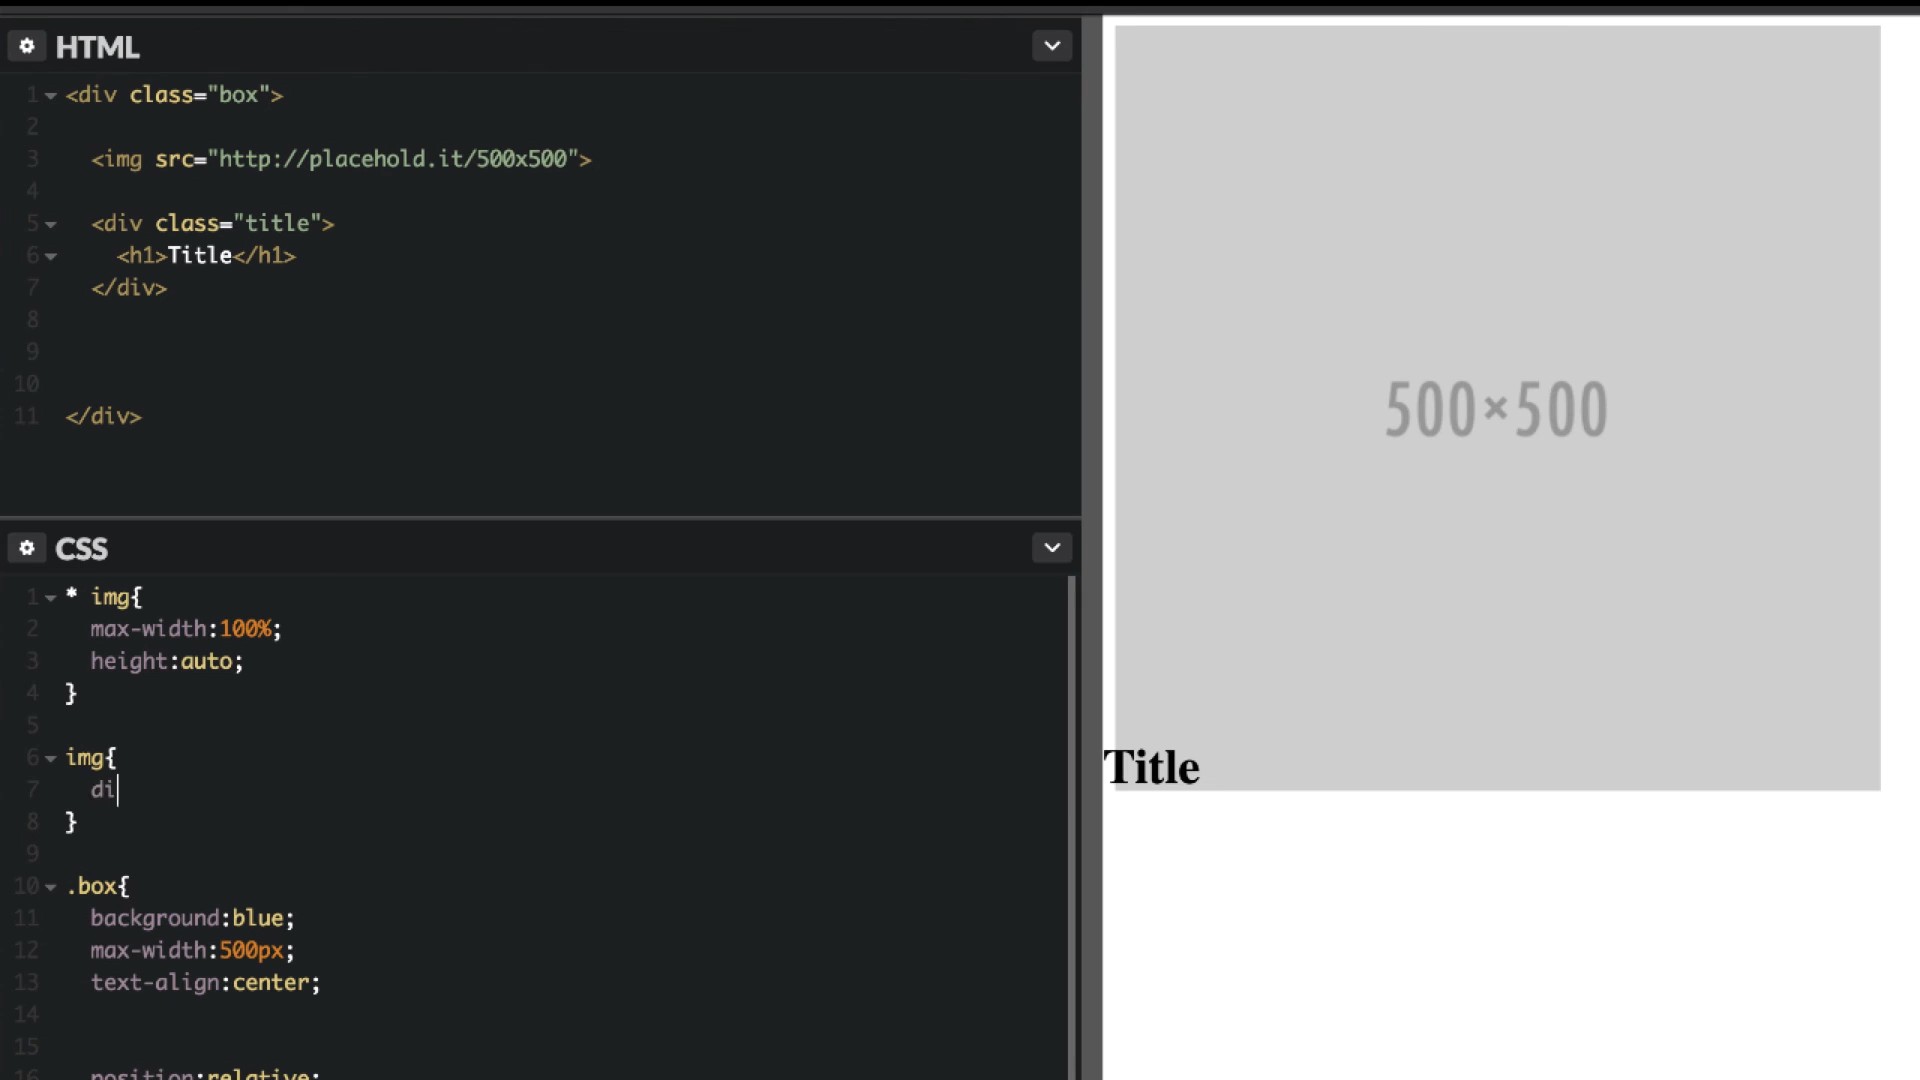 HTML
1 <div class="box">
2
3 <img src="http://placehold.it/500x500">
4
5 <div class="title">
6 <h1>Title</h1>
7 </div>
8
9
10
11 </div>
CSS
1 * img{
2 max-width:100%;
3 height:auto;
4 }
5
6 img{
7 di
8 }
9
10 .box{
11 background:blue;
12 max-width:500px;
13 text-align:center;
14
15
16 position:relative;
500×500
Title